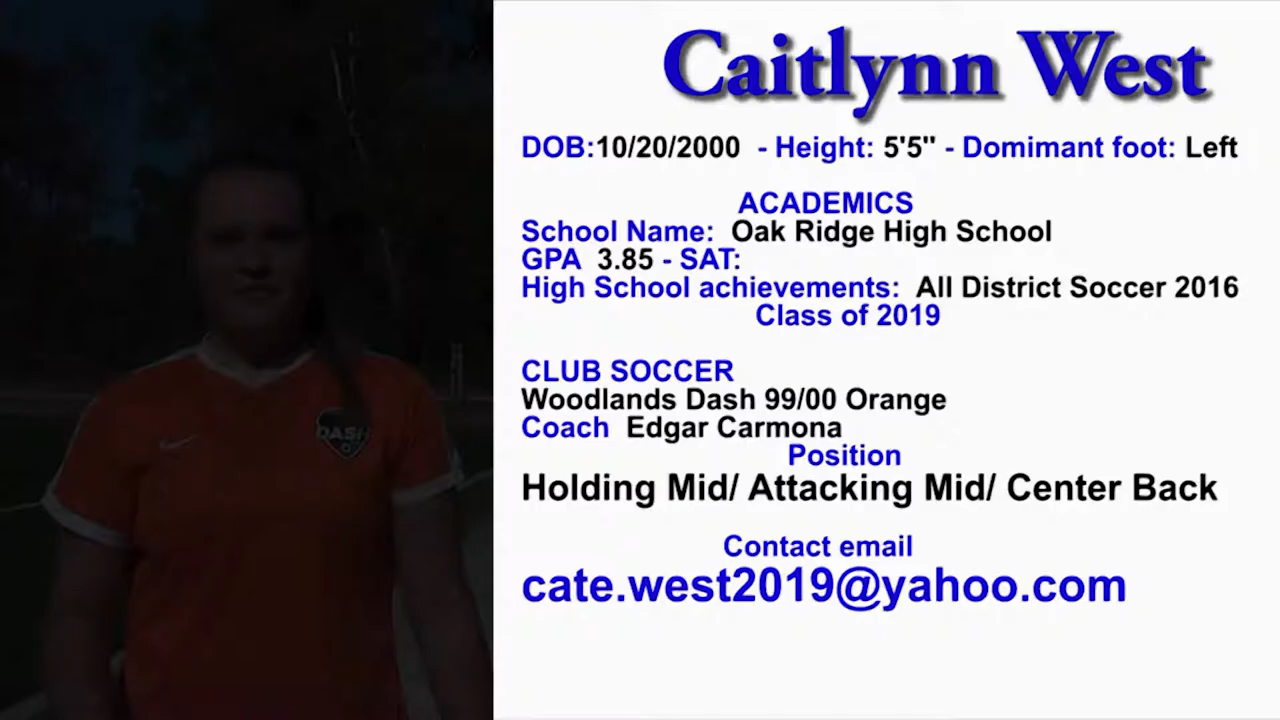 Caitlynn West
DOB:10/20/2000 - Height: 5'5" - Domimant foot: Left
ACADEMICS
School Name: Oak Ridge High School
GPA 3.85 - SAT:
High School achievements: All District Soccer 2016
Class of 2019
CLUB SOCCER
Woodlands Dash 99/00 Orange
Coach Edgar Carmona
Position
Holding Mid/ Attacking Mid/ Center Back
Contact email
cate.west2019@yahoo.com
DASH